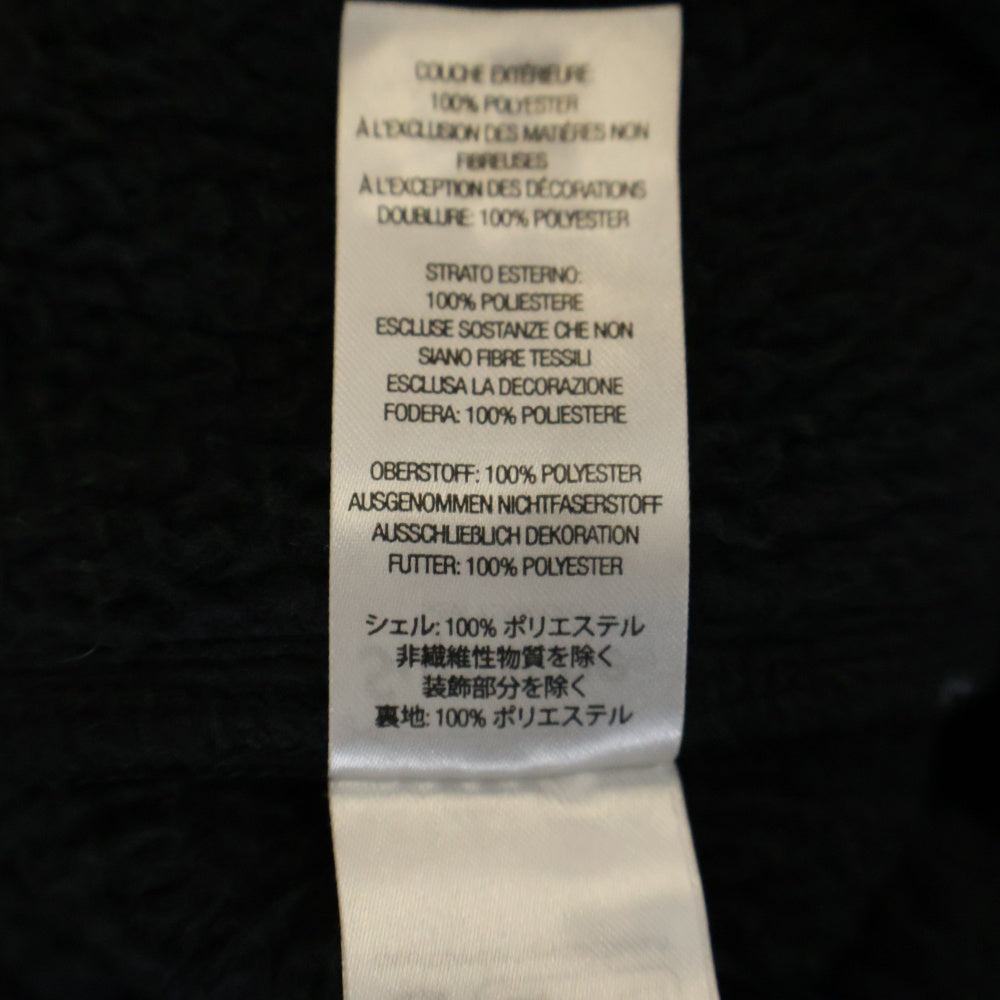 COUCHE EXTÉRIEURE:
100% POLYESTER
À L'EXCLUSION DES MATIÈRES NON
FIBREUSES
À L'EXCEPTION DES DÉCORATIONS
DOUBLURE: 100% POLYESTER
STRATO ESTERNO:
100% POLIESTERE
ESCLUSE SOSTANZE CHE NON
SIANO FIBRE TESSILI
ESCLUSA LA DECORAZIONE
FODERA: 100% POLIESTERE
OBERSTOFF: 100% POLYESTER
AUSGENOMMEN NICHTFASERSTOFF
AUSSCHLIEBLICH DEKORATION
FUTTER: 100% POLYESTER
シェル: 100% ポリエステル
非繊維性物質を除く
装飾部分を除く
裏地: 100% ポリエステル